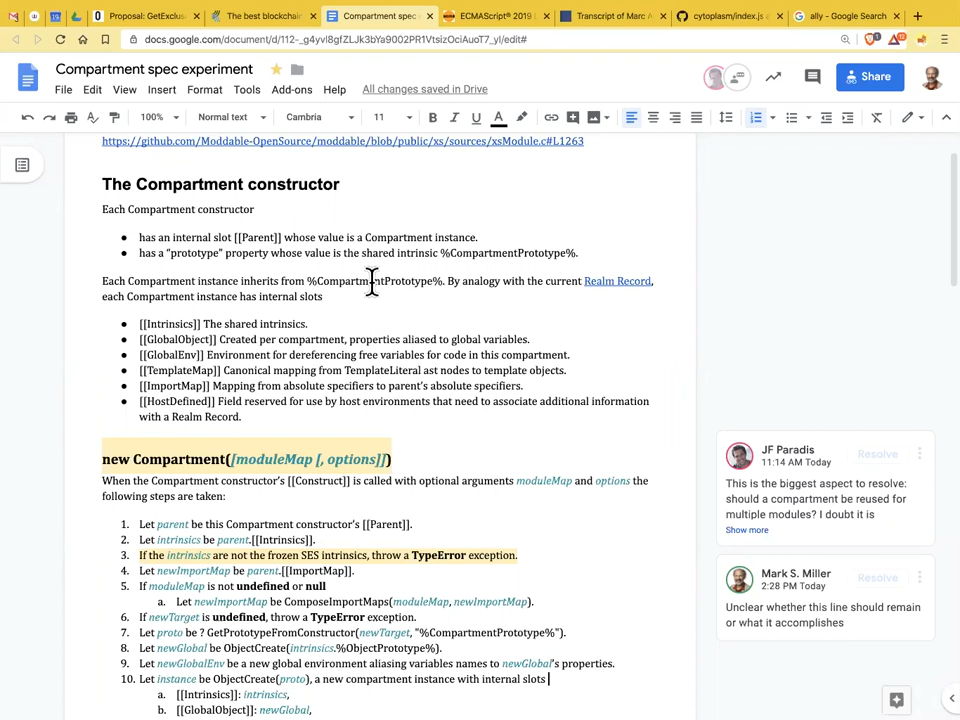 Proposal: GetExclus
The best blockchain
Compartment spec e
ECMAScript® 2019 L
Transcript of Marc A
cytoplasm/index.js a
ally - Google Search
docs.google.com/document/d/112-_g4yvl8gfZLJk3bYa9002PR1VtsizOciAuoT7_yI/edit#
Compartment spec experiment
File Edit View Insert Format Tools Add-ons Help All changes saved in Drive
Share
100% Normal text Cambria 11
https://github.com/Moddable-OpenSource/moddable/blob/public/xs/sources/xsModule.c#L1263
The Compartment constructor
Each Compartment constructor
● has an internal slot [[Parent]] whose value is a Compartment instance.
● has a "prototype" property whose value is the shared intrinsic %CompartmentPrototype%.
Each Compartment instance inherits from %CompartmentPrototype%. By analogy with the current Realm Record,
each Compartment instance has internal slots
● [[Intrinsics]] The shared intrinsics.
● [[GlobalObject]] Created per compartment, properties aliased to global variables.
● [[GlobalEnv]] Environment for dereferencing free variables for code in this compartment.
● [[TemplateMap]] Canonical mapping from TemplateLiteral ast nodes to template objects.
● [[ImportMap]] Mapping from absolute specifiers to parent's absolute specifiers.
● [[HostDefined]] Field reserved for use by host environments that need to associate additional information
with a Realm Record.
new Compartment([moduleMap [, options]])
When the Compartment constructor's [[Construct]] is called with optional arguments moduleMap and options the
following steps are taken:
1. Let parent be this Compartment constructor's [[Parent]].
2. Let intrinsics be parent.[[Intrinsics]].
3. If the intrinsics are not the frozen SES intrinsics, throw a TypeError exception.
4. Let newImportMap be parent.[[ImportMap]].
5. If moduleMap is not undefined or null
a. Let newImportMap be ComposeImportMaps(moduleMap, newImportMap).
6. If newTarget is undefined, throw a TypeError exception.
7. Let proto be ? GetPrototypeFromConstructor(newTarget, "%CompartmentPrototype%").
8. Let newGlobal be ObjectCreate(intrinsics.%ObjectPrototype%).
9. Let newGlobalEnv be a new global environment aliasing variables names to newGlobal's properties.
10. Let instance be ObjectCreate(proto), a new compartment instance with internal slots
a. [[Intrinsics]]: intrinsics,
b. [[GlobalObject]: newGlobal,
JF Paradis
11:14 AM Today
Resolve
This is the biggest aspect to resolve:
should a compartment be reused for
multiple modules? I doubt it is
Show more
Mark S. Miller
2:28 PM Today
Resolve
Unclear whether this line should remain
or what it accomplishes